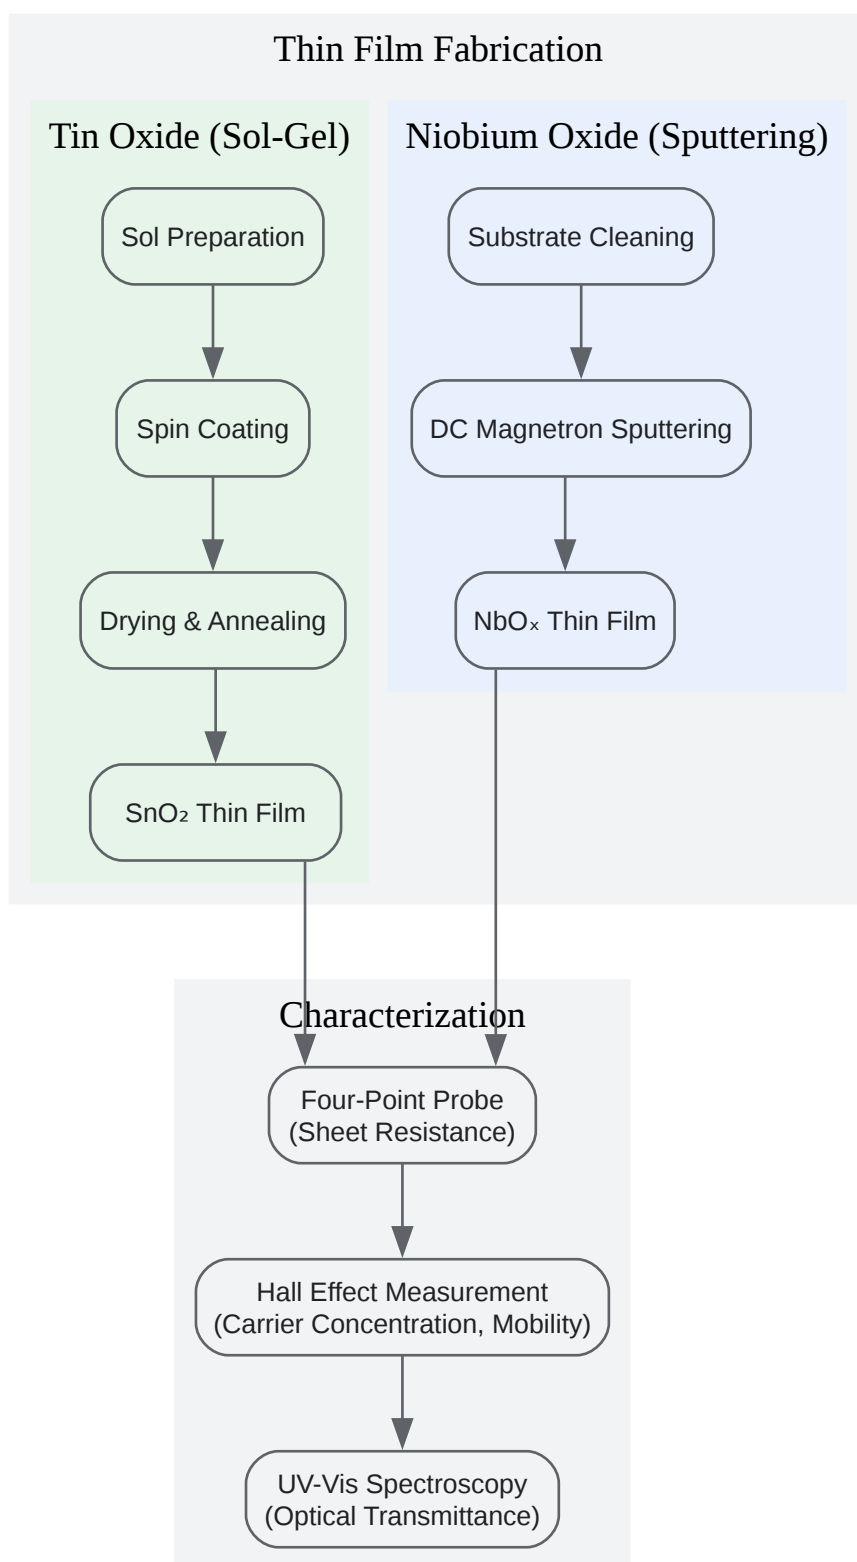 Thin Film Fabrication
Tin Oxide (Sol-Gel)
Sol Preparation
Spin Coating
Drying & Annealing
SnO₂ Thin Film
Niobium Oxide (Sputtering)
Substrate Cleaning
DC Magnetron Sputtering
NbOₓ Thin Film
Characterization
Four-Point Probe
(Sheet Resistance)
Hall Effect Measurement
(Carrier Concentration, Mobility)
UV-Vis Spectroscopy
(Optical Transmittance)